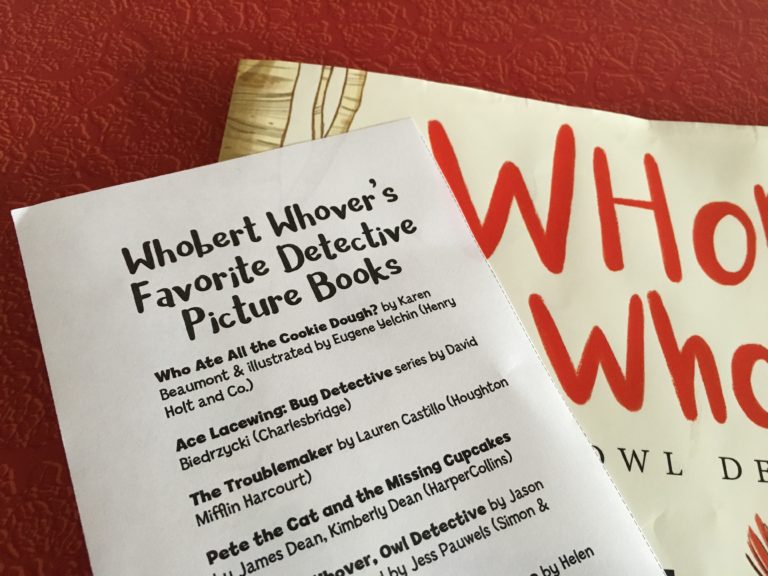 Whobert Whover's
Favorite Detective
Picture Books
Who Ate All the Cookie Dough? by Karen
Beaumont & illustrated by Eugene Yelchin (Henry
Holt and Co.)
Ace Lacewing: Bug Detective series by David
Biedrzycki (Charlesbridge)
The Troublemaker by Lauren Castillo (Houghton
Mifflin Harcourt)
Pete the Cat and the Missing Cupcakes
by James Dean, Kimberly Dean (HarperCollins)
Whover, Owl Detective by Jason
by Jess Pauwels (Simon &
by Helen
WHo
Who
OWL DE